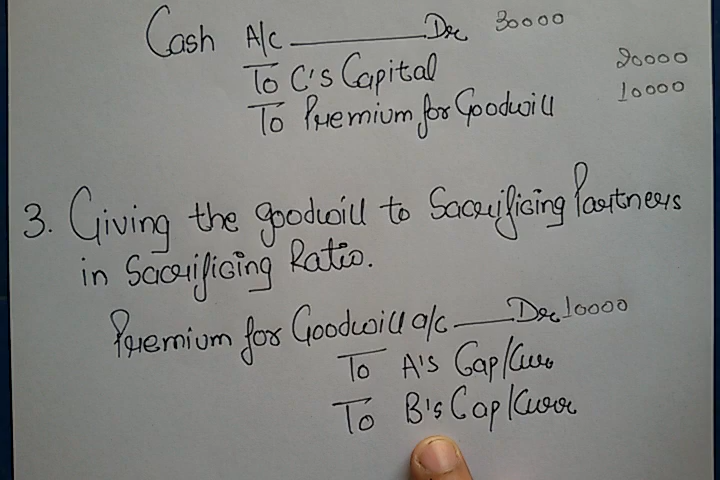 Cash A/c ———— Dr 30000
To C's Capital 20000
To Premium for Goodwill 10000
3. Giving the goodwill to Sacrificing Partners
in Sacrificing Ratio.
Premium for Goodwill a/c —— Dr 10000
To A's Cap/Curr
To B's Cap/Curr